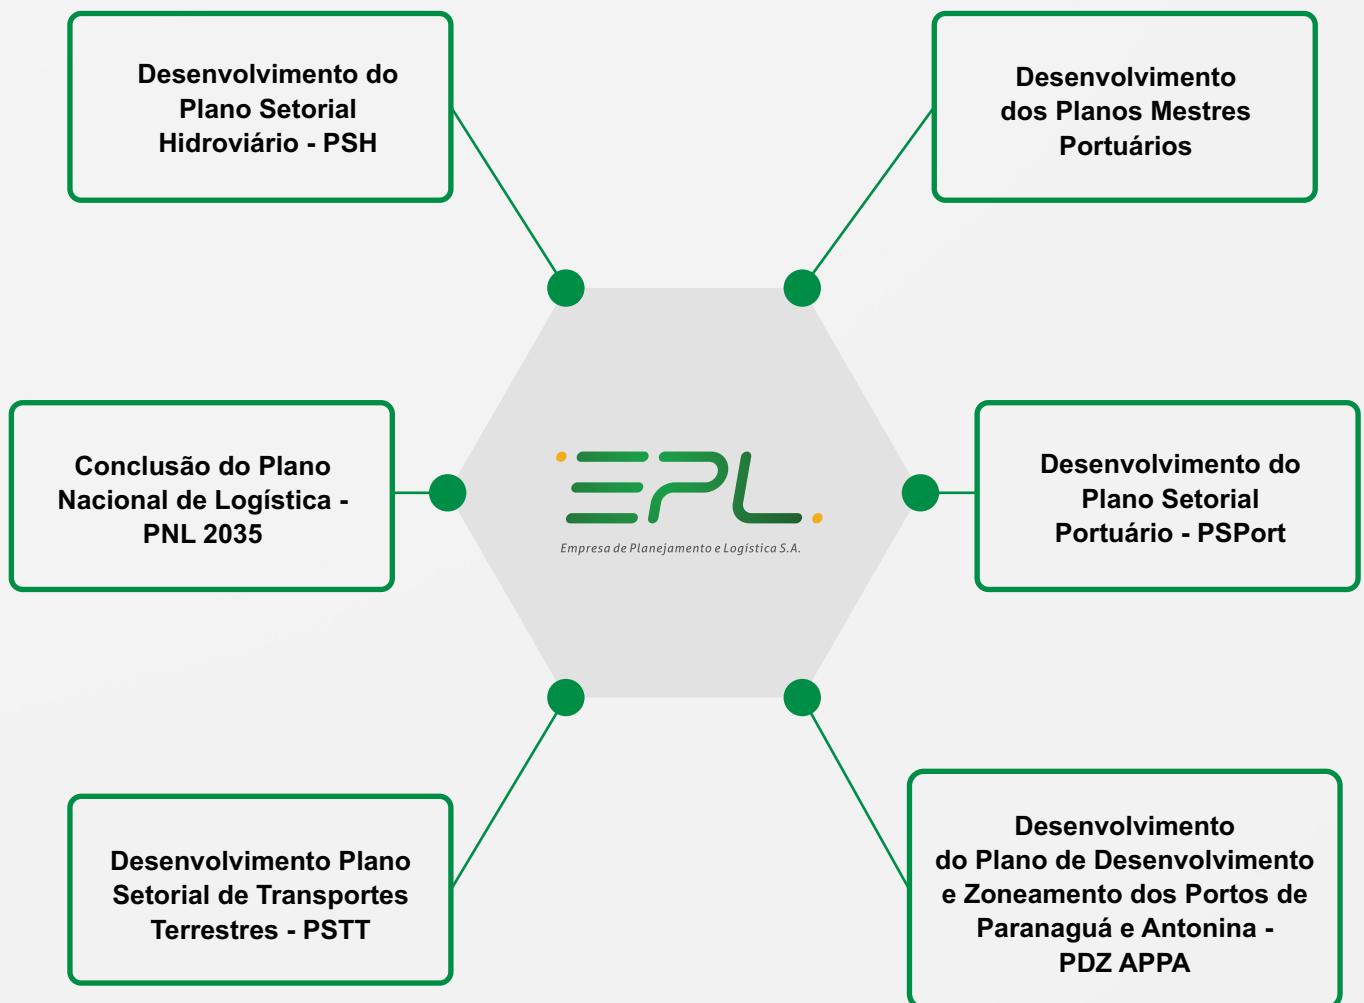 Desenvolvimento do
Plano Setorial
Hidroviário - PSH
Desenvolvimento
dos Planos Mestres
Portuários
Conclusão do Plano
Nacional de Logística -
PNL 2035
EPL
Empresa de Planejamento e Logística S.A.
Desenvolvimento do
Plano Setorial
Portuário - PSPort
Desenvolvimento Plano
Setorial de Transportes
Terrestres - PSTT
Desenvolvimento
do Plano de Desenvolvimento
e Zoneamento dos Portos de
Paranaguá e Antonina -
PDZ APPA